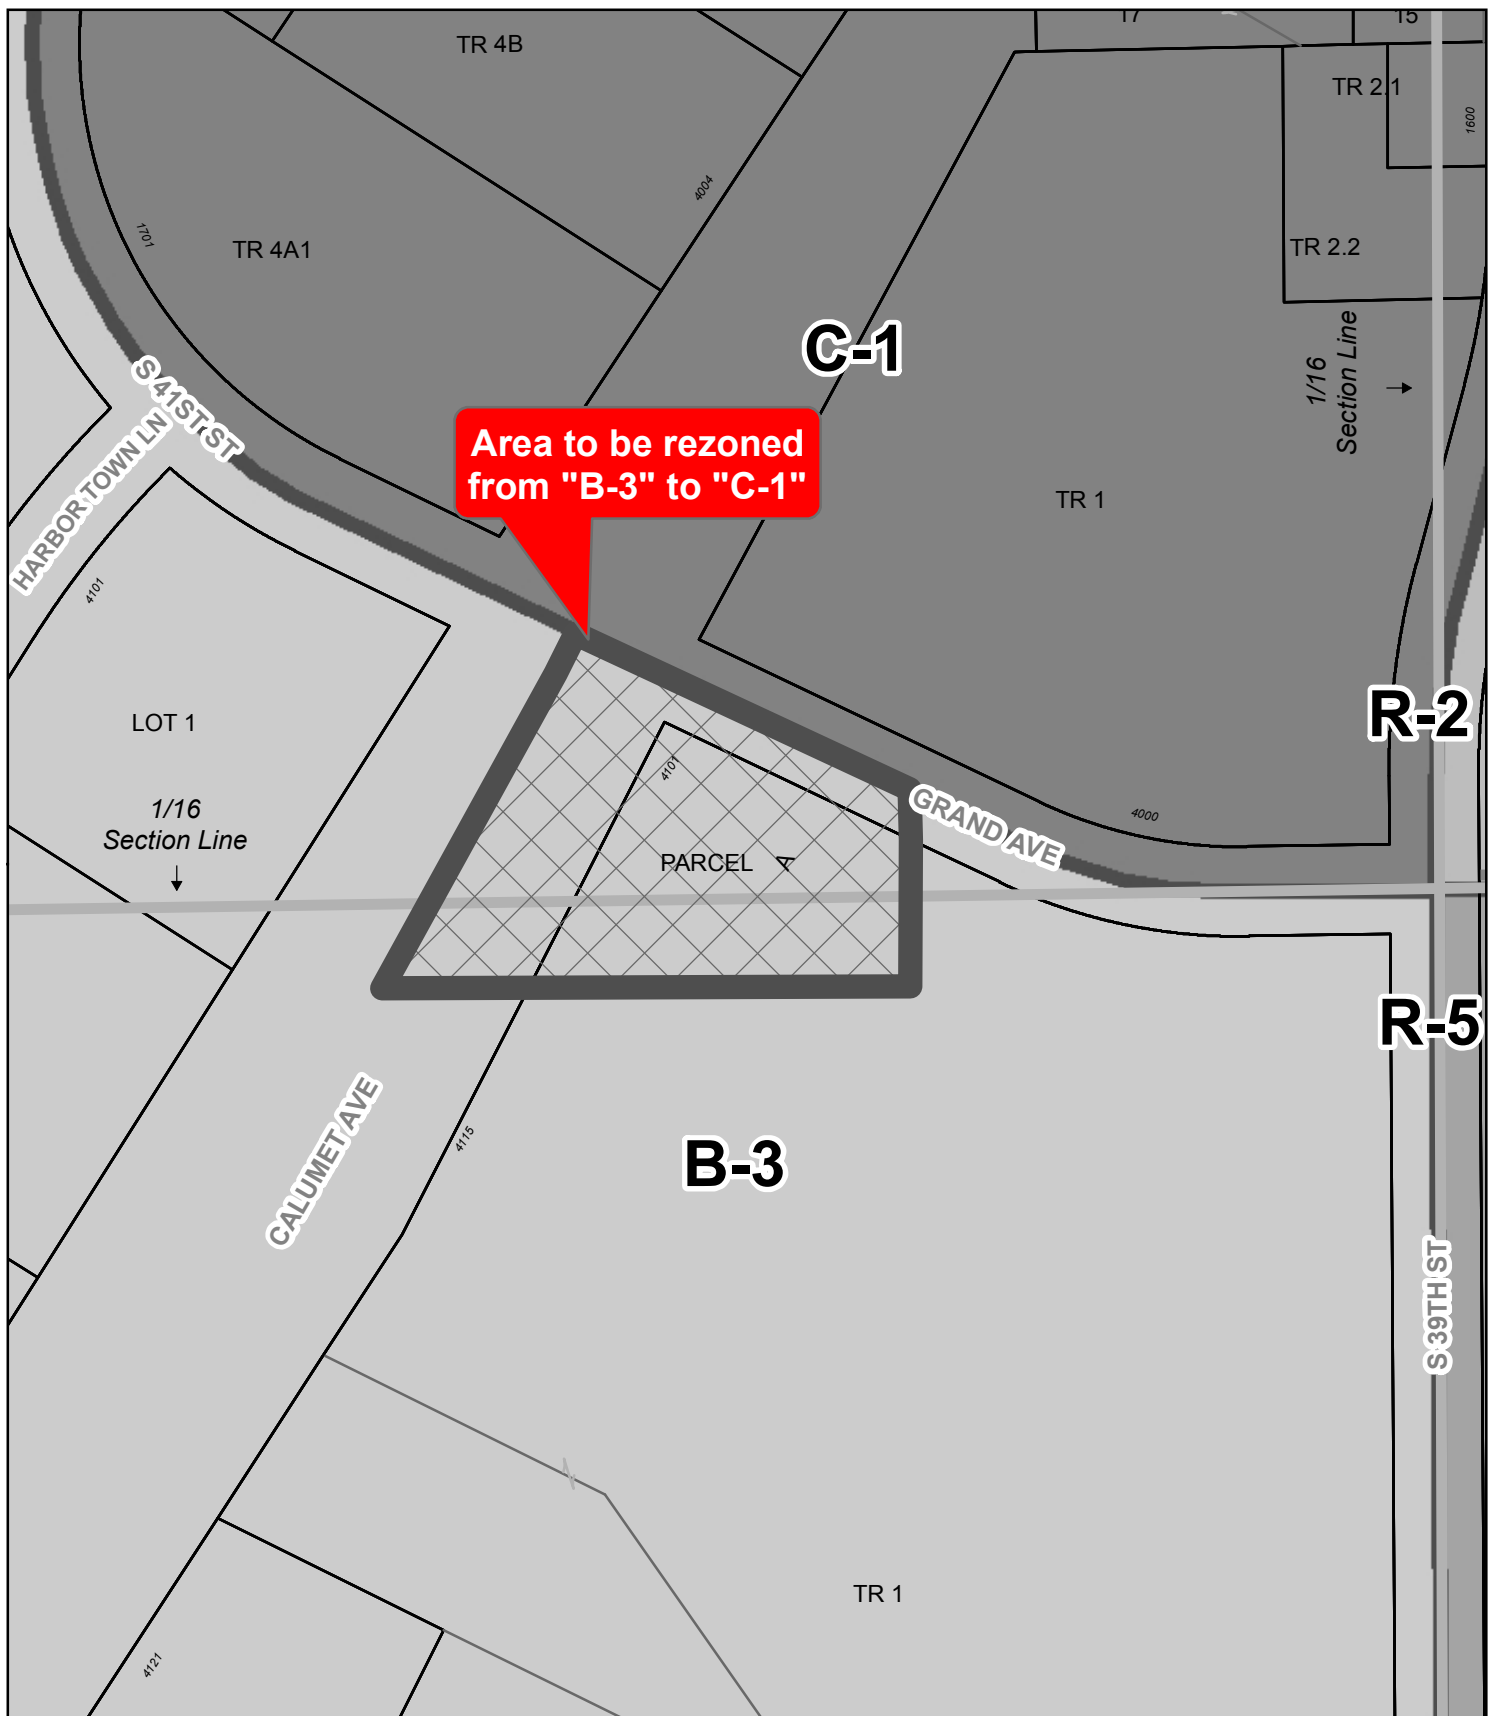 17
15
TR 4B
TR 2.1
1600
4004
1701
TR 4A1
TR 2.2
C-1
1/16
Section Line
S 41ST ST
HARBOR TOWN LN
Area to be rezoned
from "B-3" to "C-1"
TR 1
4101
LOT 1
R-2
4101
1/16
Section Line
GRAND AVE
4000
PARCEL A
R-5
CALUMET AVE
4115
B-3
S 39TH ST
TR 1
4121